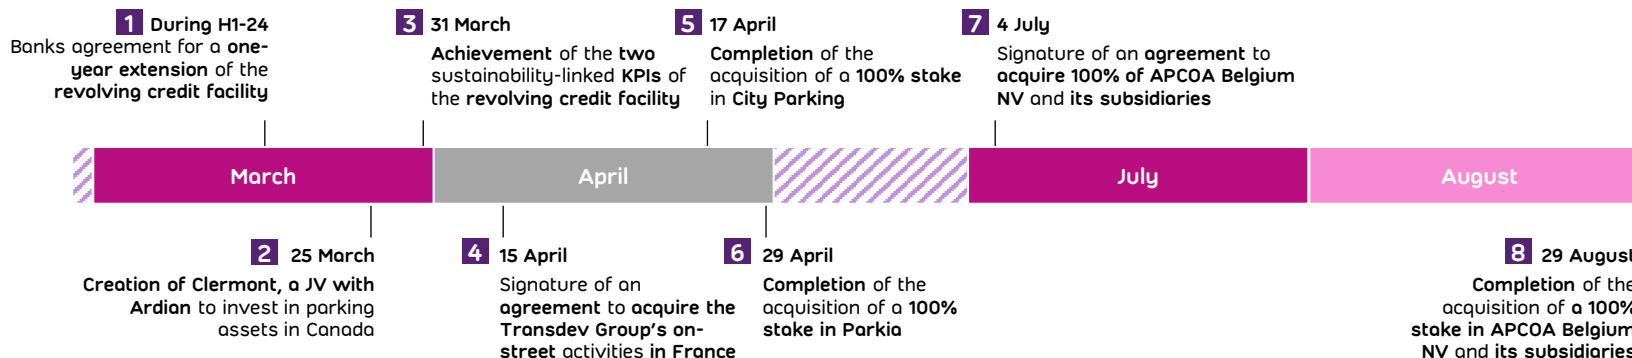 1 During H1-24
Banks agreement for a one-
year extension of the
revolving credit facility
3 31 March
Achievement of the two
sustainability-linked KPIs of
the revolving credit facility
5 17 April
Completion of the
acquisition of a 100% stake
in City Parking
7 4 July
Signature of an agreement to
acquire 100% of APCOA Belgium
NV and its subsidiaries
March
April
July
August
2 25 March
Creation of Clermont, a JV with
Ardian to invest in parking
assets in Canada
4 15 April
Signature of an
agreement to acquire the
Transdev Group's on-
street activities in France
6 29 April
Completion of the
acquisition of a 100%
stake in Parkia
8 29 August
Completion of the
acquisition of a 100%
stake in APCOA Belgium
NV and its subsidiaries